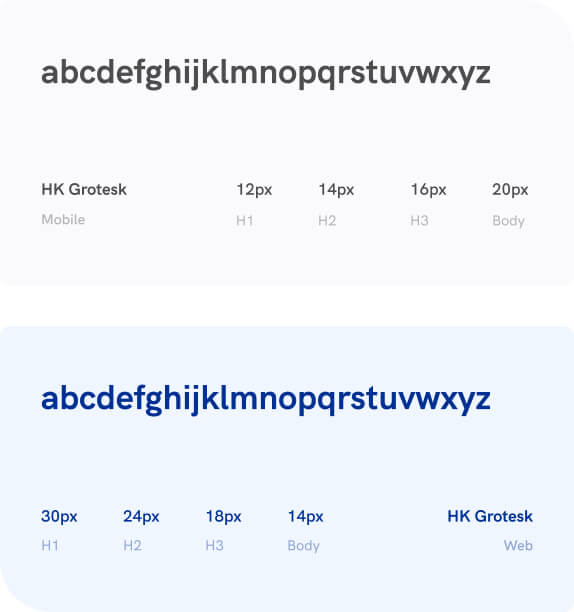 abcdefghijklmnopqrstuvwxyz
HK Grotesk 12px 14px 16px 20px
Mobile H1 H2 H3 Body
abcdefghijklmnopqrstuvwxyz
30px 24px 18px 14px HK Grotesk
H1 H2 H3 Body Web